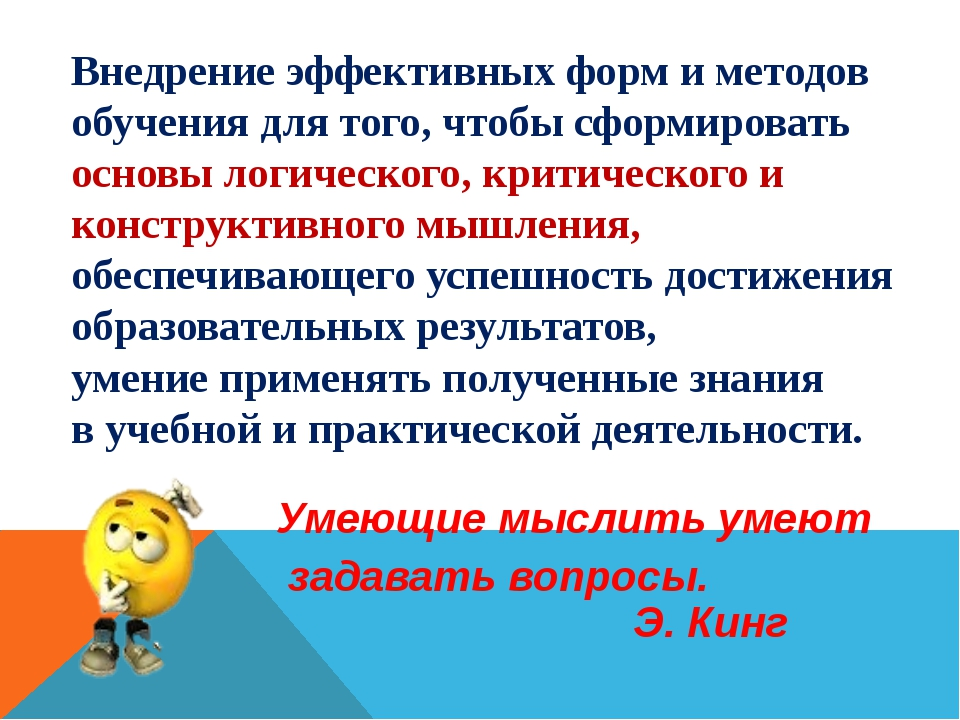 Внедрение эффективных форм и методов
обучения для того, чтобы сформировать
основы логического, критического и
конструктивного мышления,
обеспечивающего успешность достижения
образовательных результатов,
умение применять полученные знания
в учебной и практической деятельности.
Умеющие мыслить умеют
задавать вопросы.
Э. Кинг